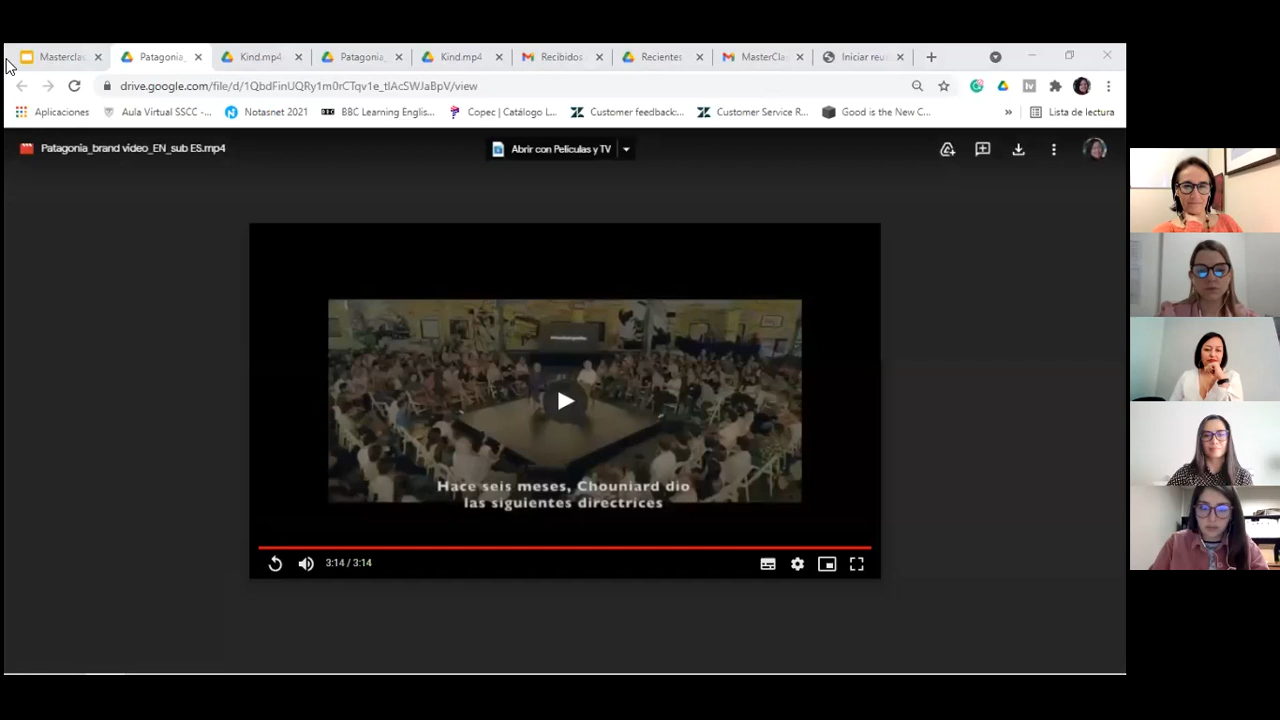 Masterclas
Patagonia_
Kind.mp4
Patagonia_
Kind.mp4
Recibidos
Recientes
MasterCla
Iniciar reu
drive.google.com/file/d/1QbdFinUQRy1m0rCTqv1e_tIAcSWJaBpV/view
Aplicaciones
Aula Virtual SSCC -...
Notasnet 2021
BBC Learning Englis...
Copec | Catálogo L...
Customer feedback...
Customer Service R...
Good is the New C...
»
Lista de lectura
Patagonia_brand video_EN_sub ES.mp4
Abrir con Películas y TV
Hace seis meses, Chouniard dio
las siguientes directrices
3:14 / 3:14